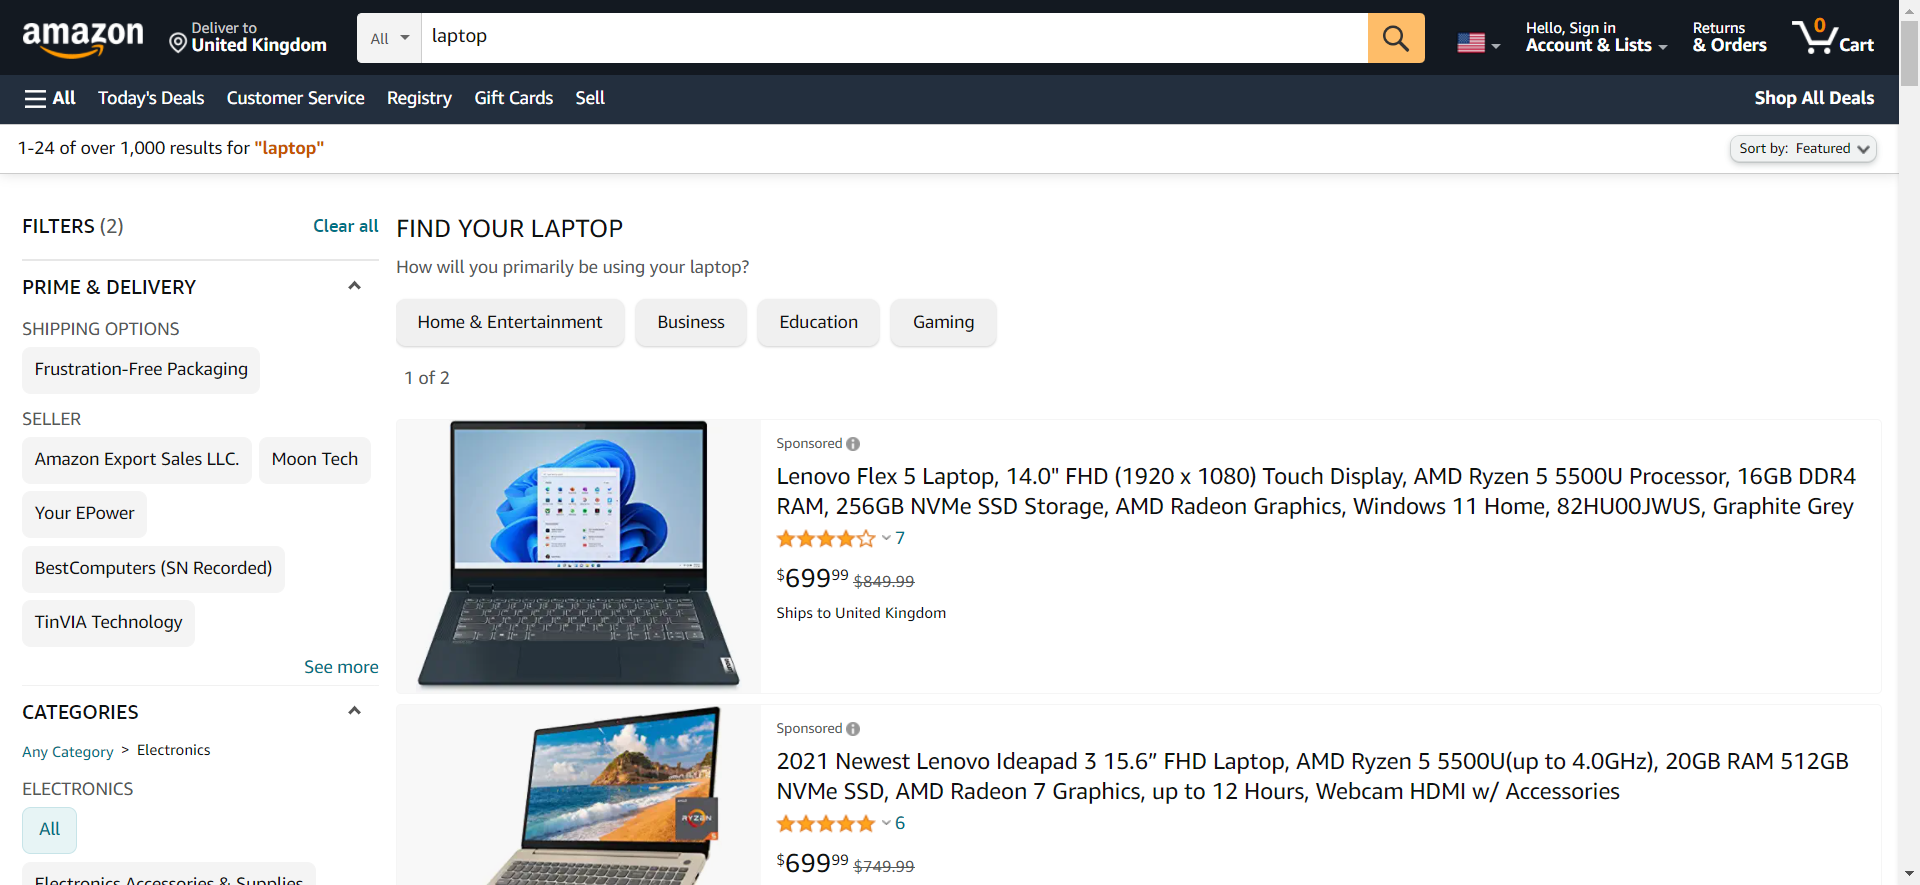 amazon
Deliver to
United Kingdom
All
laptop
Hello, Sign in
Account & Lists
Returns
& Orders
0
Cart
All
Today's Deals
Customer Service
Registry
Gift Cards
Sell
Shop All Deals
1-24 of over 1,000 results for "laptop"
Sort by: Featured
FILTERS (2)
Clear all
PRIME & DELIVERY
SHIPPING OPTIONS
Frustration-Free Packaging
SELLER
Amazon Export Sales LLC.
Moon Tech
Your EPower
BestComputers (SN Recorded)
TinVIA Technology
See more
CATEGORIES
Any Category > Electronics
ELECTRONICS
All
Electronics Accessories & Supplies
FIND YOUR LAPTOP
How will you primarily be using your laptop?
Home & Entertainment
Business
Education
Gaming
1 of 2
Sponsored
Lenovo Flex 5 Laptop, 14.0" FHD (1920 x 1080) Touch Display, AMD Ryzen 5 5500U Processor, 16GB DDR4
RAM, 256GB NVMe SSD Storage, AMD Radeon Graphics, Windows 11 Home, 82HU00JWUS, Graphite Grey
7
$699.99 $849.99
Ships to United Kingdom
Sponsored
2021 Newest Lenovo Ideapad 3 15.6” FHD Laptop, AMD Ryzen 5 5500U(up to 4.0GHz), 20GB RAM 512GB
NVMe SSD, AMD Radeon 7 Graphics, up to 12 Hours, Webcam HDMI w/ Accessories
RYZEN
6
$699.99 $749.99